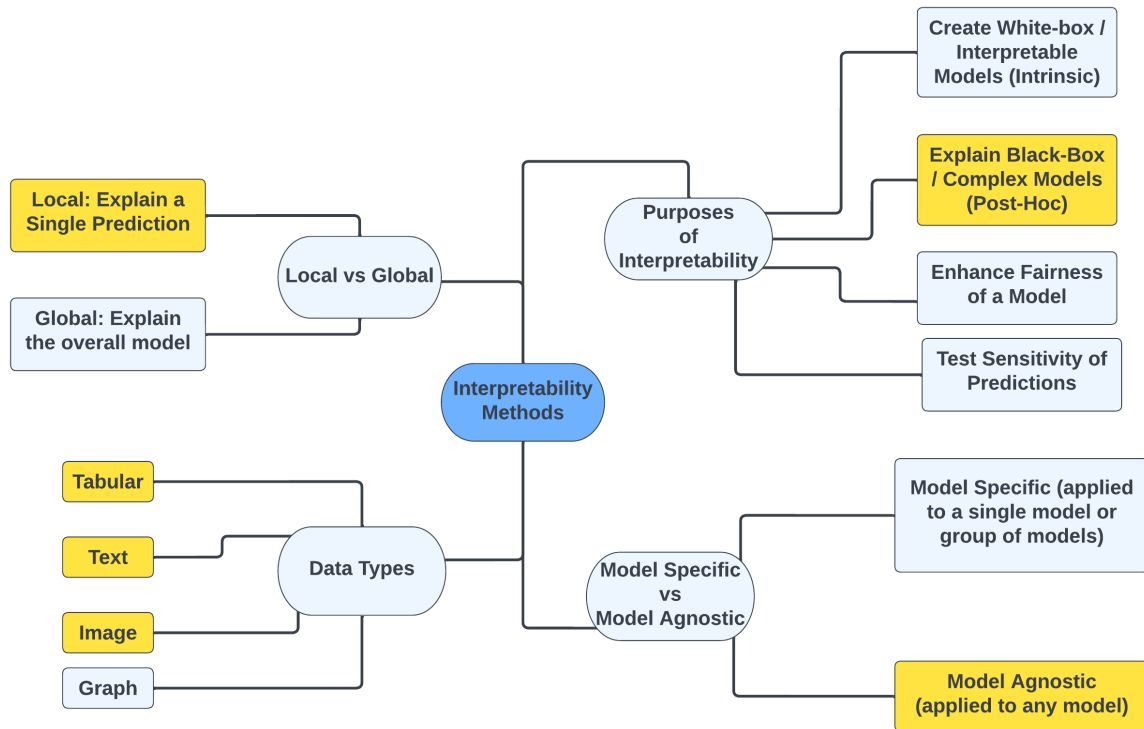 Create White-box /
Interpretable
Models (Intrinsic)
Explain Black-Box
/ Complex Models
(Post-Hoc)
Local: Explain a
Single Prediction
Purposes
of
Interpretability
Local vs Global
Enhance Fairness
of a Model
Global: Explain
the overall model
Test Sensitivity of
Predictions
Interpretability
Methods
Tabular
Text
Data Types
Image
Graph
Model Specific (applied
to a single model or
group of models)
Model Specific
vs
Model Agnostic
Model Agnostic
(applied to any model)